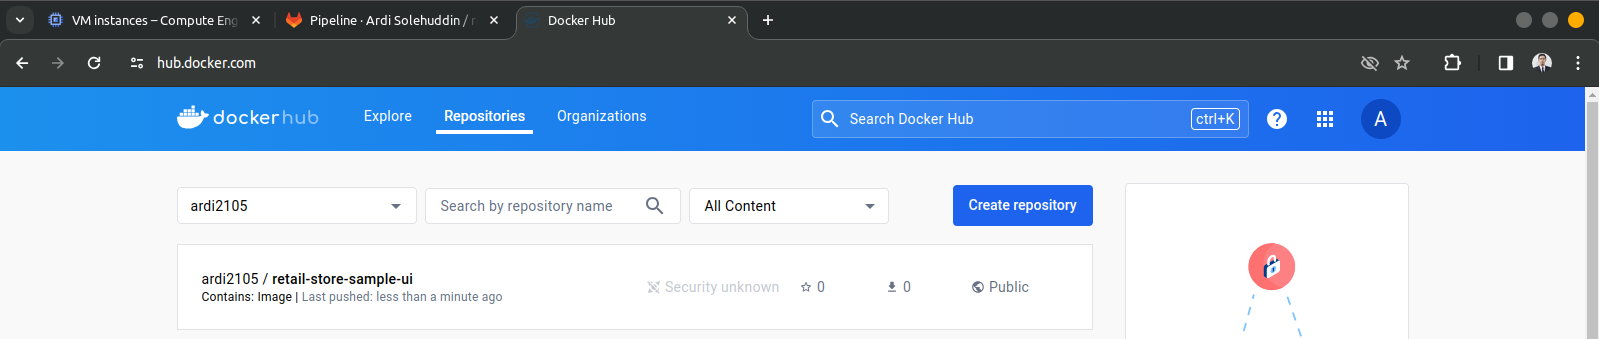 VM instances – Compute Eng
Pipeline · Ardi Solehuddin / r
Docker Hub
hub.docker.com
dockerhub
Explore
Repositories
Organizations
Search Docker Hub
ctrl+K
A
ardi2105
Search by repository name
All Content
Create repository
ardi2105 / retail-store-sample-ui
Contains: Image | Last pushed: less than a minute ago
Security unknown
0
0
Public